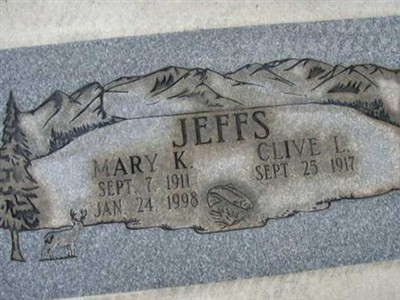 JEFFS
MARY K.
SEPT. 7, 1911
JAN. 24, 1998
CLIVE L.
SEPT. 25 1917